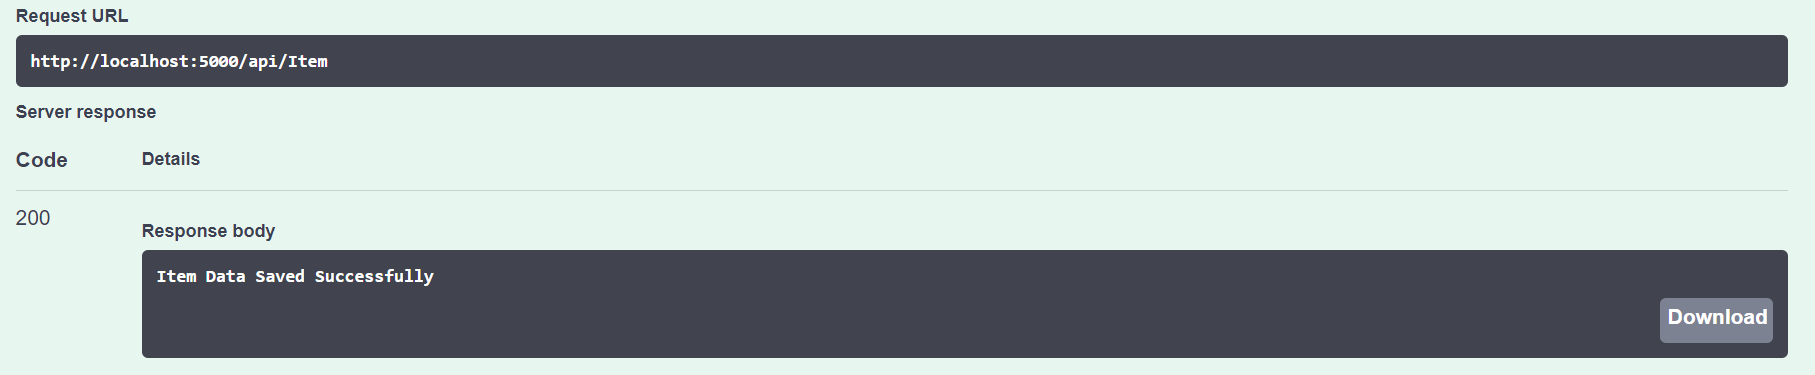 Request URL
http://localhost:5000/api/Item
Server response
Code Details
200
Response body
Item Data Saved Successfully
Download